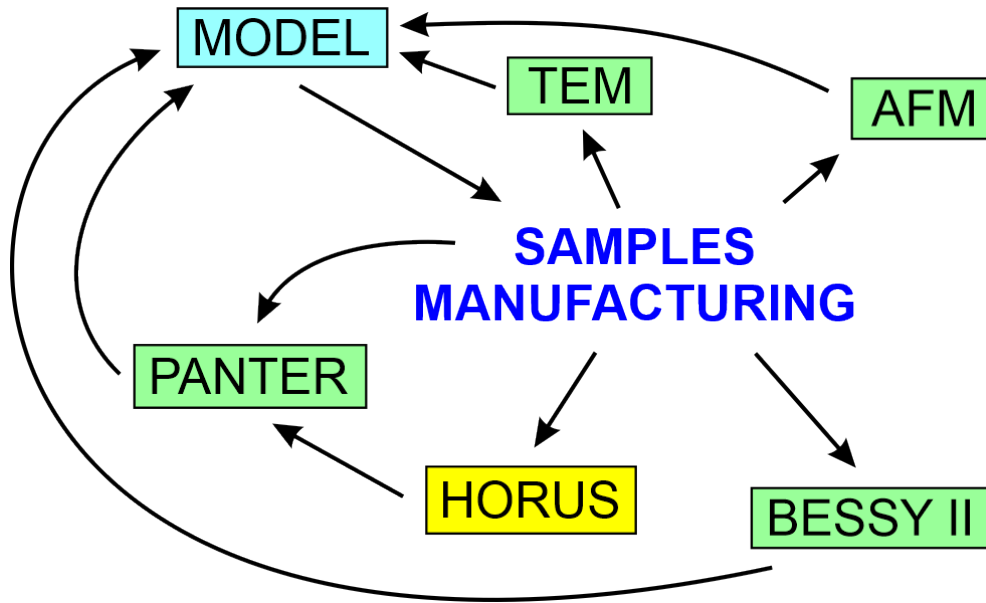 MODEL
TEM
AFM
SAMPLES
MANUFACTURING
PANTER
HORUS
BESSY II